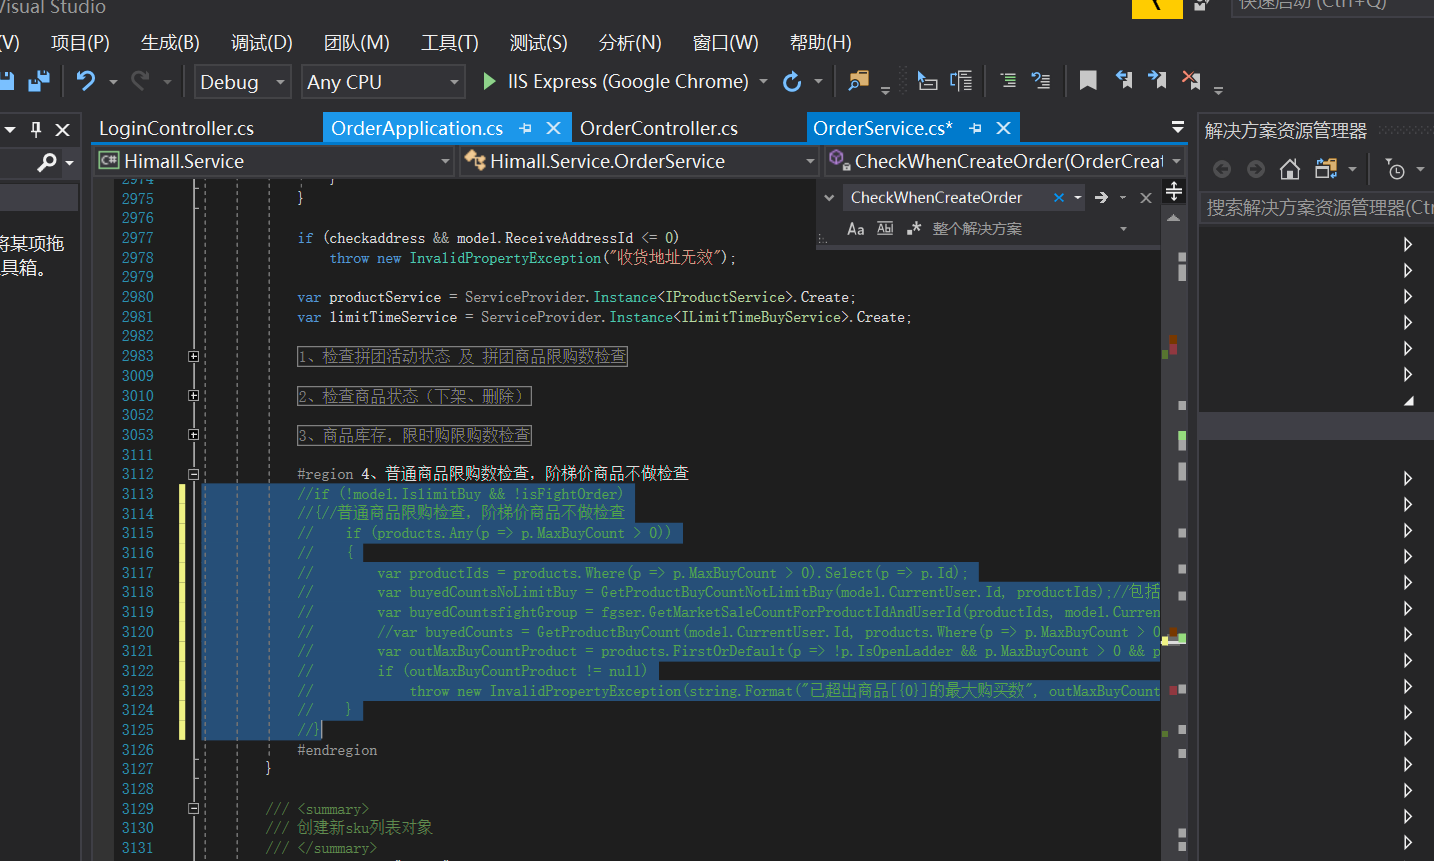 Visual Studio
快速启动 (Ctrl+Q)
(V) 项目(P) 生成(B) 调试(D) 团队(M) 工具(T) 测试(S) 分析(N) 窗口(W) 帮助(H)
Debug Any CPU IIS Express (Google Chrome)
LoginController.cs OrderApplication.cs OrderController.cs OrderService.cs*
解决方案资源管理器
C# Himall.Service Himall.Service.OrderService CheckWhenCreateOrder(OrderCreat
搜索解决方案资源管理器(Ctr
将某项拖
具箱。
CheckWhenCreateOrder
Aa Abl 整个解决方案
2974 }
2975 }
2976
2977 if (checkaddress && model.ReceiveAddressId <= 0)
2978 throw new InvalidPropertyException("收货地址无效");
2979
2980 var productService = ServiceProvider.Instance<IProductService>.Create;
2981 var limitTimeService = ServiceProvider.Instance<ILimitTimeBuyService>.Create;
2982
2983 1、检查拼团活动状态 及 拼团商品限购数检查
3009
3010 2、检查商品状态（下架、删除）
3052
3053 3、商品库存，限时购限购数检查
3111
3112 #region 4、普通商品限购数检查，阶梯价商品不做检查
3113 //if (!model.IslimitBuy && !isFightOrder)
3114 //{//普通商品限购检查，阶梯价商品不做检查
3115 // if (products.Any(p => p.MaxBuyCount > 0))
3116 // {
3117 // var productIds = products.Where(p => p.MaxBuyCount > 0).Select(p => p.Id);
3118 // var buyedCountsNoLimitBuy = GetProductBuyCountNotLimitBuy(model.CurrentUser.Id, productIds);//包括
3119 // var buyedCountsfightGroup = fgser.GetMarketSaleCountForProductIdAndUserId(productIds, model.Curren
3120 // //var buyedCounts = GetProductBuyCount(model.CurrentUser.Id, products.Where(p => p.MaxBuyCount > 0
3121 // var outMaxBuyCountProduct = products.FirstOrDefault(p => !p.IsOpenLadder && p.MaxBuyCount > 0 && p
3122 // if (outMaxBuyCountProduct != null)
3123 // throw new InvalidPropertyException(string.Format("已超出商品[{0}]的最大购买数", outMaxBuyCount
3124 // }
3125 //}
3126 #endregion
3127 }
3128
3129 /// <summary>
3130 /// 创建新sku列表对象
3131 /// </summary>